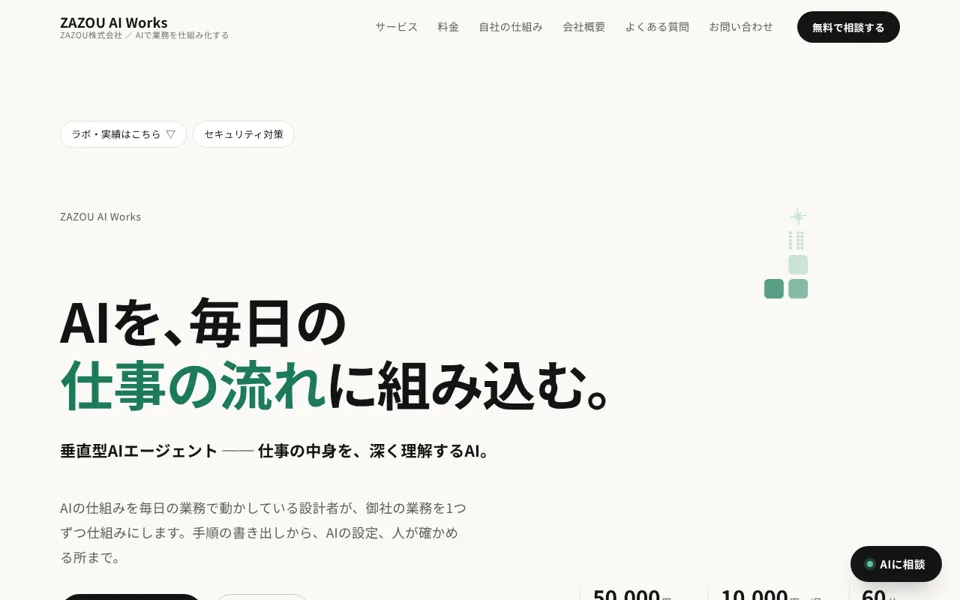 ZAZOU AI Works
ZAZOU株式会社 ／ AIで業務を仕組み化する
サービス
料金
自社の仕組み
会社概要
よくある質問
お問い合わせ
無料で相談する
ラボ・実績はこちら ▽
セキュリティ対策
ZAZOU AI Works
AIを、毎日の
仕事の流れに組み込む。
垂直型AIエージェント ── 仕事の中身を、深く理解するAI。
AIの仕組みを毎日の業務で動かしている設計者が、御社の業務を1つ
ずつ仕組みにします。手順の書き出しから、AIの設定、人が確かめ
る所まで。
AIに相談
50,000
10,000
60